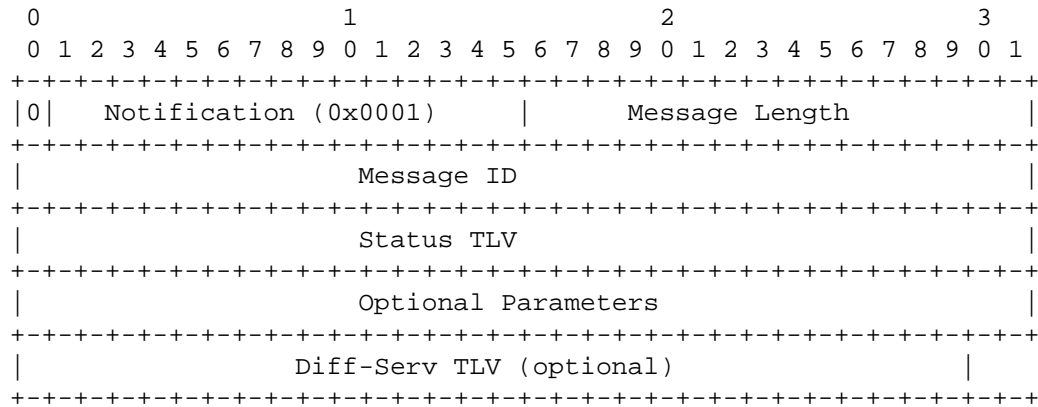 0                   1                   2                   3
 0 1 2 3 4 5 6 7 8 9 0 1 2 3 4 5 6 7 8 9 0 1 2 3 4 5 6 7 8 9 0 1
+-+-+-+-+-+-+-+-+-+-+-+-+-+-+-+-+-+-+-+-+-+-+-+-+-+-+-+-+-+-+-+-+
|0|   Notification (0x0001)     |      Message Length           |
+-+-+-+-+-+-+-+-+-+-+-+-+-+-+-+-+-+-+-+-+-+-+-+-+-+-+-+-+-+-+-+-+
|                     Message ID                                |
+-+-+-+-+-+-+-+-+-+-+-+-+-+-+-+-+-+-+-+-+-+-+-+-+-+-+-+-+-+-+-+-+
|                     Status TLV                                |
+-+-+-+-+-+-+-+-+-+-+-+-+-+-+-+-+-+-+-+-+-+-+-+-+-+-+-+-+-+-+-+-+
|                     Optional Parameters                       |
+-+-+-+-+-+-+-+-+-+-+-+-+-+-+-+-+-+-+-+-+-+-+-+-+-+-+-+-+-+-+-+-+
|                 Diff-Serv TLV (optional)                  |
+-+-+-+-+-+-+-+-+-+-+-+-+-+-+-+-+-+-+-+-+-+-+-+-+-+-+-+-+-+-+-+-+